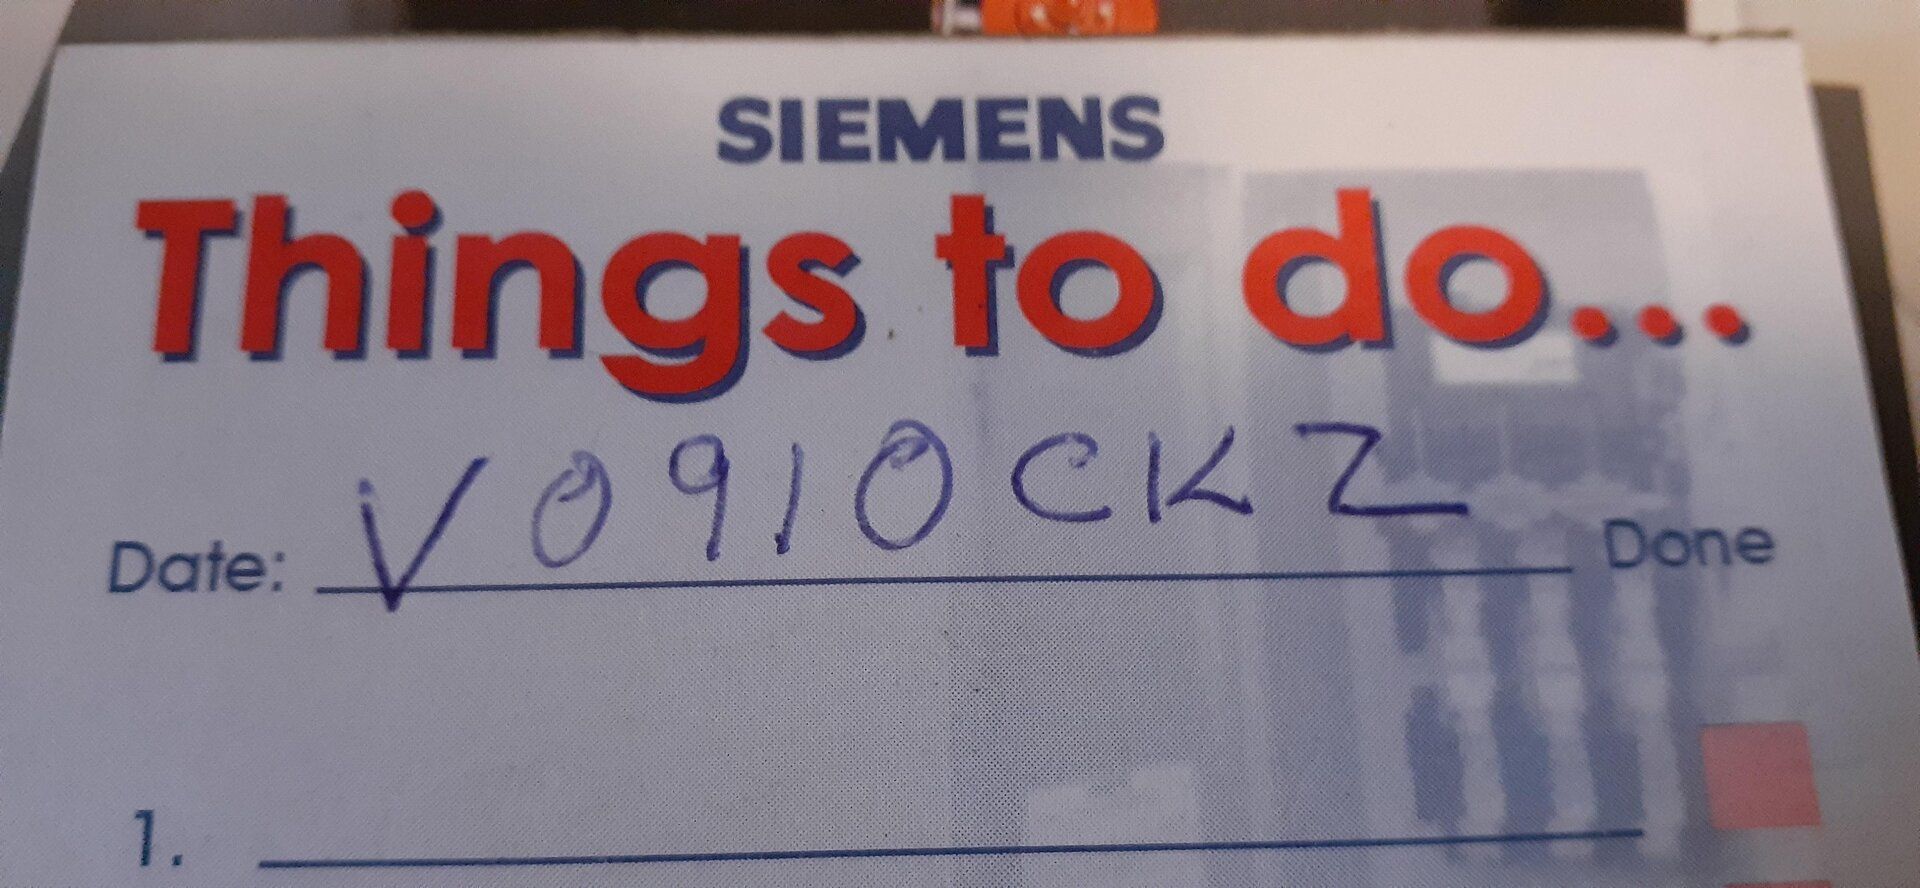 SIEMENS
Things to do...
Date: V0910CKZ Done
1.